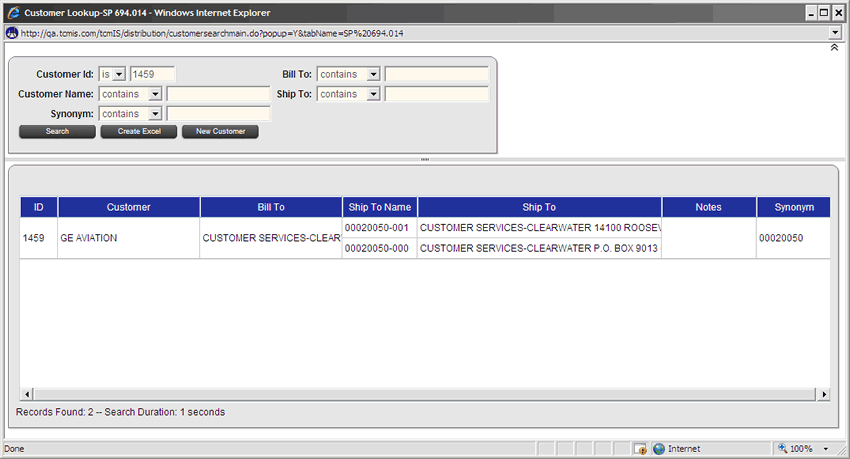 Customer Lookup-SP 694.014 - Windows Internet Explorer
http://qa.tcmis.com/tcmIS/distribution/customersearchmain.do?popup=Y&tabName=SP%20694.014
Customer Id: is 1459 Bill To: contains
Customer Name: contains Ship To: contains
Synonym: contains
Search Create Excel New Customer
ID Customer Bill To Ship To Name Ship To Notes Synonym
1459 GE AVIATION CUSTOMER SERVICES-CLEAR 00020050-001 CUSTOMER SERVICES-CLEARWATER 14100 ROOSEV 00020050
00020050-000 CUSTOMER SERVICES-CLEARWATER P.O. BOX 9013
Records Found: 2 -- Search Duration: 1 seconds
Done Internet 100%